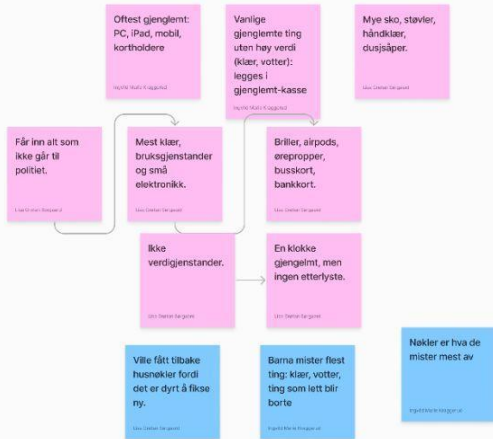 Oftest gjenglemt:
PC, iPad, mobil,
kortholdere
Vanlige
gjenglemte ting
uten høy verdi
(klær, votter):
legges i
gjenglemt-kasse
Mye sko, støvler,
håndklær,
dusjsåper.
Får inn alt som
ikke går til
politiet.
Mest klær,
bruksgjenstander
og små
elektronikk.
Briller, airpods,
ørepropper,
busskort,
bankkort.
Ikke
verdigjenstander.
En klokke
gjengelmt, men
ingen etterlyste.
Ville fått tilbake
husnøkler fordi
det er dyrt å fikse
ny.
Barna mister flest
ting: klær, votter,
ting som lett blir
borte
Nøkler er hva de
mister mest av